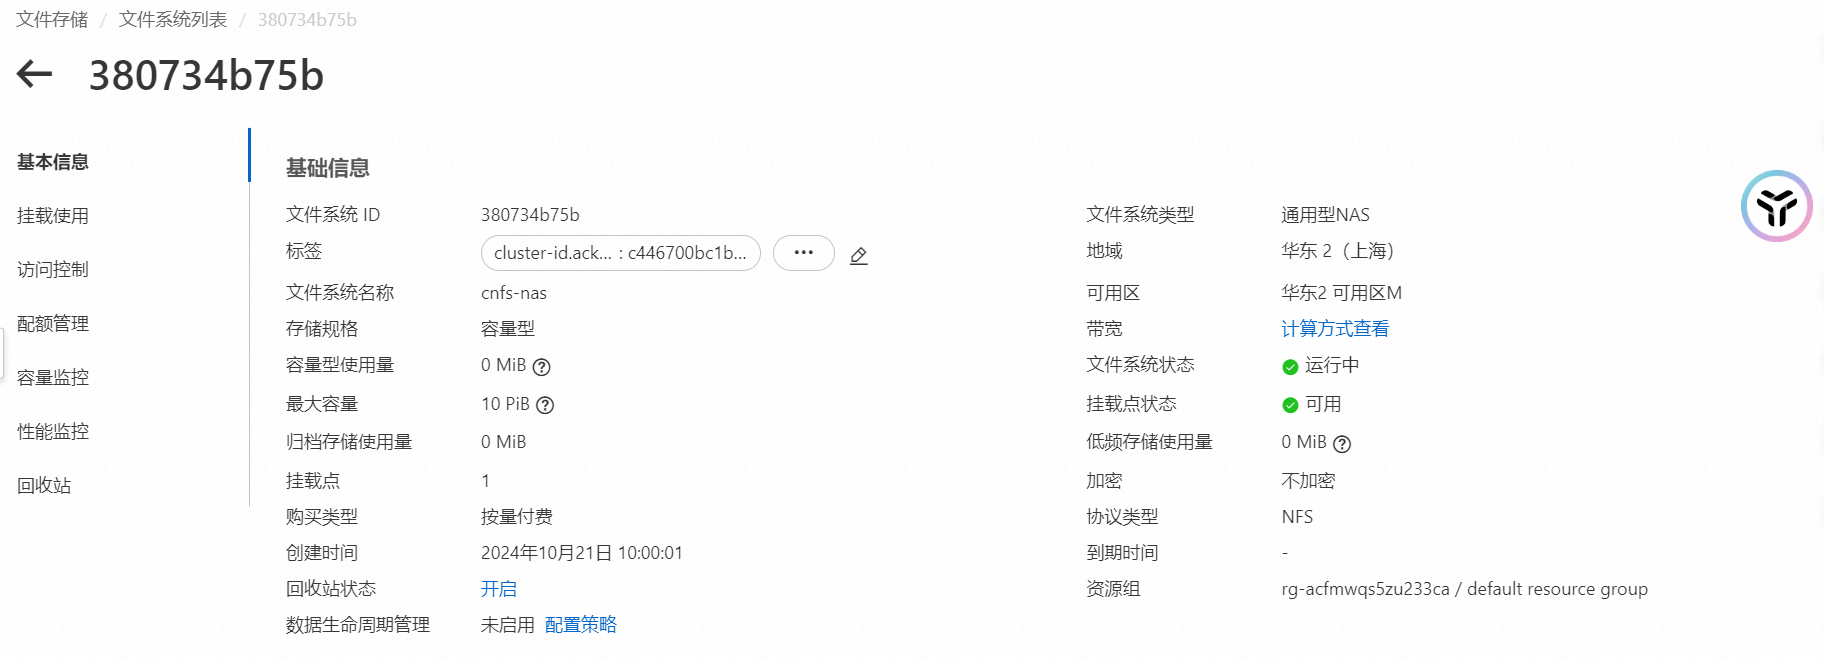 文件存储 / 文件系统列表 / 380734b75b
380734b75b
基本信息
挂载使用
访问控制
配额管理
容量监控
性能监控
回收站
基础信息
文件系统 ID 380734b75b 文件系统类型 通用型NAS
标签 cluster-id.ack... : c446700bc1b... ··· 地域 华东 2（上海）
文件系统名称 cnfs-nas 可用区 华东2 可用区M
存储规格 容量型 带宽 计算方式查看
容量型使用量 0 MiB ? 文件系统状态 运行中
最大容量 10 PiB ? 挂载点状态 可用
归档存储使用量 0 MiB 低频存储使用量 0 MiB ?
挂载点 1 加密 不加密
购买类型 按量付费 协议类型 NFS
创建时间 2024年10月21日 10:00:01 到期时间 -
回收站状态 开启 资源组 rg-acfmwqs5zu233ca / default resource group
数据生命周期管理 未启用 配置策略